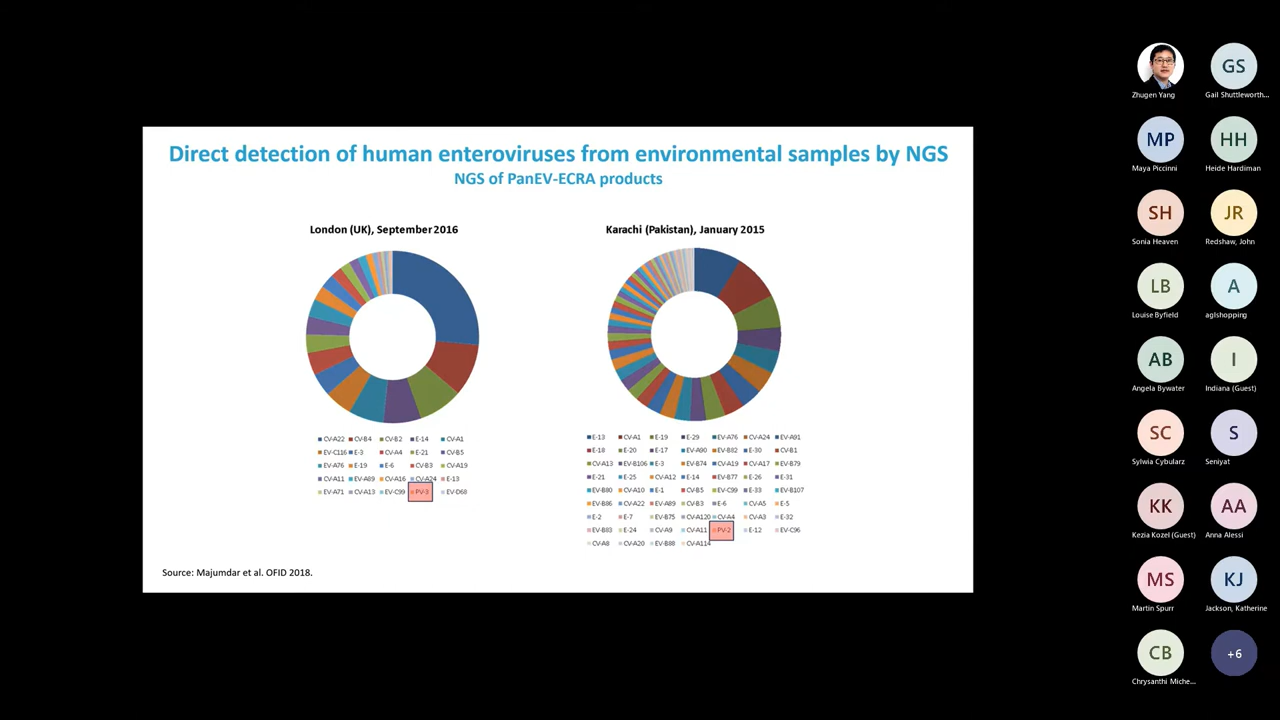 Direct detection of human enteroviruses from environmental samples by NGS
NGS of PanEV-ECRA products
London (UK), September 2016
CV-A22 CV-B4 CV-B2 E-14 CV-A1
EV-C116 E-3 CV-A4 E-21 CV-B5
EV-A76 E-19 E-6 CV-B3 CV-A19
CV-A11 EV-A89 CV-A16 CV-A24 E-13
EV-A71 CV-A13 EV-C99 PV-3 EV-D68
Karachi (Pakistan), January 2015
E-13 CV-A1 E-19 E-29 EV-A76 CV-A24 EV-A91
E-18 E-20 E-17 EV-A90 EV-B82 E-30 CV-B1
CV-A13 EV-B106 E-3 EV-B74 CV-A19 CV-A17 EV-B79
E-21 E-25 CV-A12 E-14 EV-B77 E-26 E-31
EV-B80 CV-A10 E-1 CV-B5 EV-C99 E-33 EV-B107
EV-B86 CV-A22 EV-A89 CV-B3 E-6 CV-A5 E-5
E-2 E-7 EV-B75 CV-A120 CV-A4 CV-A3 E-32
EV-B83 E-24 CV-A9 CV-A11 PV-2 E-12 EV-C96
CV-A8 CV-A20 EV-B88 CV-A114
Source: Majumdar et al. OFID 2018.
GS
Zhugen Yang Gail Shuttleworth...
MP HH
Maya Piccinni Heide Hardiman
SH JR
Sonia Heaven Redshaw, John
LB A
Louise Byfield aglshopping
AB I
Angela Bywater Indiana (Guest)
SC S
Sylwia Cybularz Seniyat
KK AA
Kezia Kozel (Guest) Anna Alessi
MS KJ
Martin Spurr Jackson, Katherine
CB +6
Chrysanthi Miche...